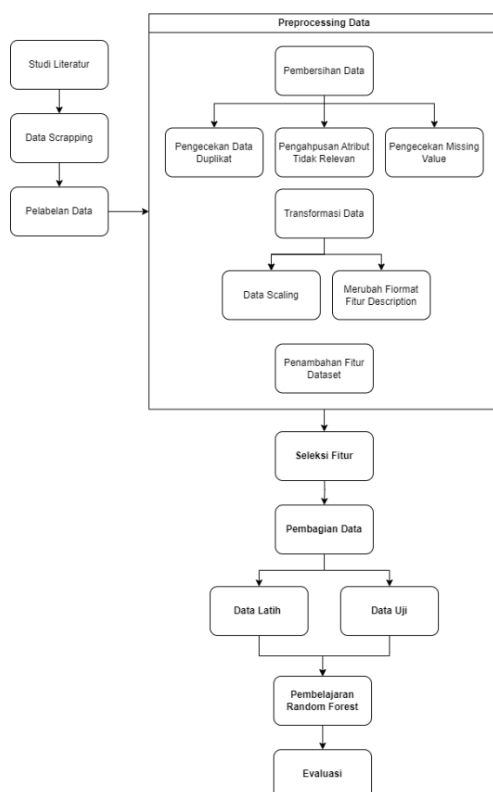 Preprocessing Data
Studi Literatur
Data Scrapping
Pelabelan Data
Pembersihan Data
Pengecekan Data
Duplikat
Pengahpusan Atribut
Tidak Relevan
Pengecekan Missing
Value
Transformasi Data
Data Scaling
Merubah Fiormat
Fitur Description
Penambahan Fitur
Dataset
Seleksi Fitur
Pembagian Data
Data Latih
Data Uji
Pembelajaran
Random Forest
Evaluasi